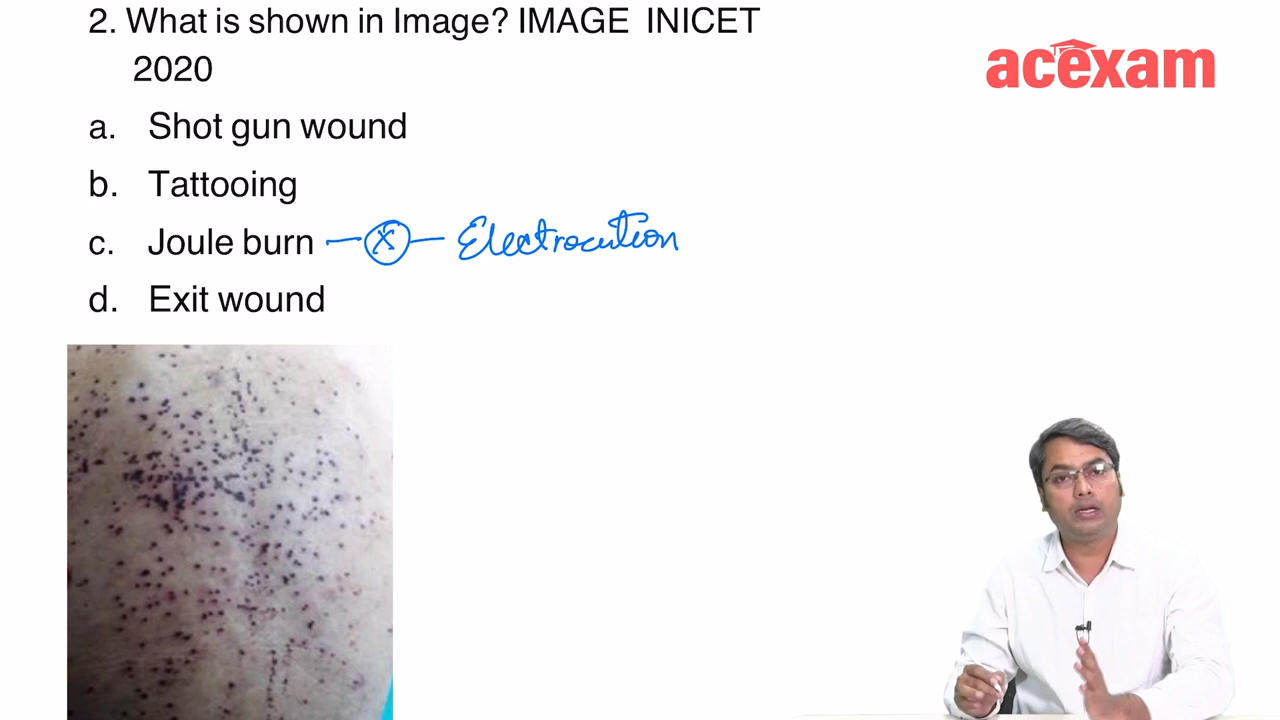 2. What is shown in Image? IMAGE INICET
2020
acexam
a. Shot gun wound
b. Tattooing
c. Joule burn — X — Electrocution
d. Exit wound